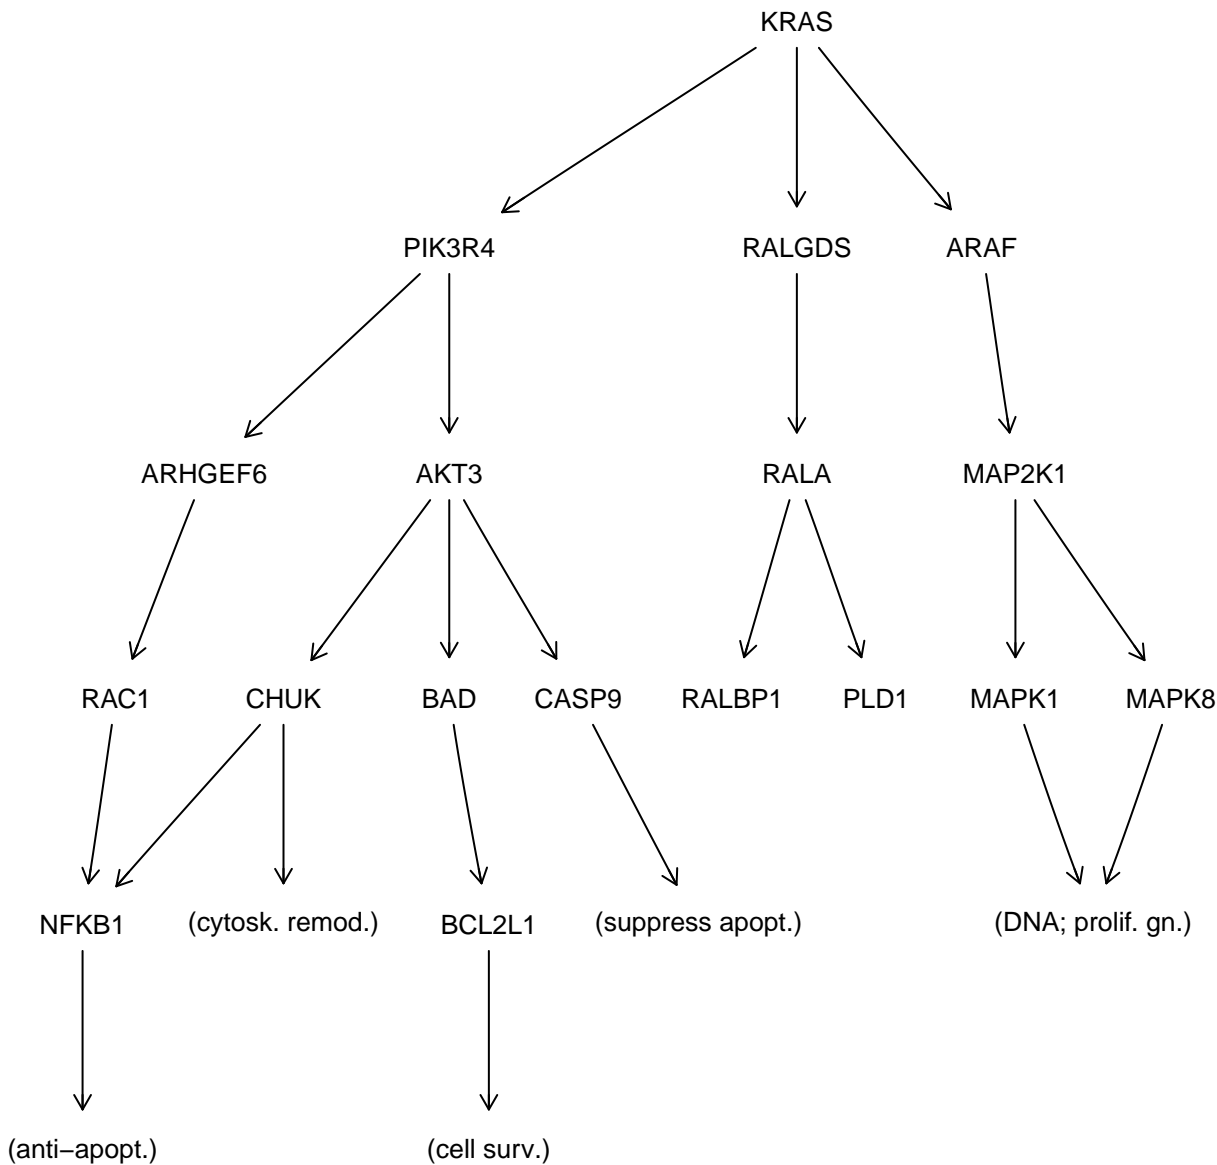 KRAS
PIK3R4 RALGDS ARAF
ARHGEF6 AKT3 RALA MAP2K1
RAC1 CHUK BAD CASP9 RALBP1 PLD1 MAPK1 MAPK8
NFKB1 (cytosk. remod.) BCL2L1 (suppress apopt.) (DNA; prolif. gn.)
(anti−apopt.) (cell surv.)